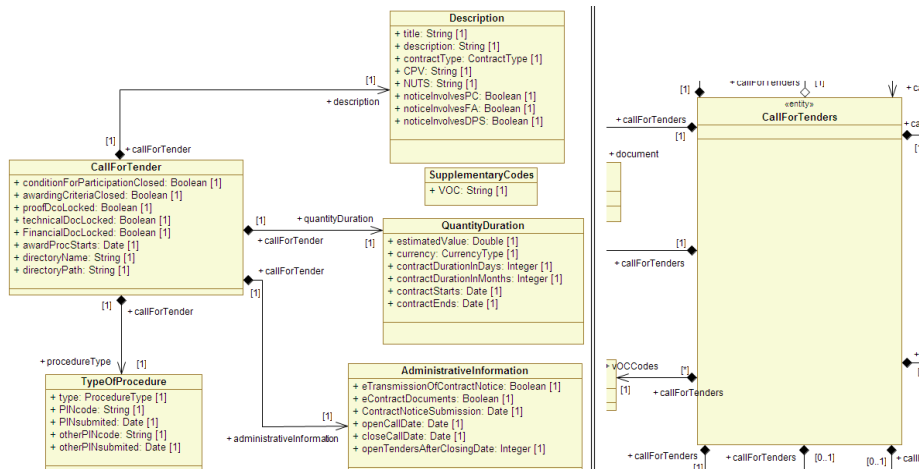 Description
+ title: String [1]
+ description: String [1]
+ contractType: ContractType [1]
+ CPV: String [1]
+ NUTS: String [1]
+ noticeInvolvesPC: Boolean [1]
+ noticeInvolvesFA: Boolean [1]
+ noticeInvolvesDPS: Boolean [1]
[1]
+ description
[1]
+ callForTender
CallForTender
+ conditionForParticipationClosed: Boolean [1]
+ awardingCriteriaClosed: Boolean [1]
+ proofDcoLocked: Boolean [1]
+ technicalDocLocked: Boolean [1]
+ FinancialDocLocked: Boolean [1]
+ awardProcStarts: Date [1]
+ directoryName: String [1]
+ directoryPath: String [1]
SupplementaryCodes
+ VOC: String [1]
[1]
+ quantityDuration
+ callForTender
[1]
QuantityDuration
+ estimatedValue: Double [1]
+ currency: CurrencyType [1]
+ contractDurationInDays: Integer [1]
+ contractDurationInMonths: Integer [1]
+ contractStarts: Date [1]
+ contractEnds: Date [1]
+ callForTender
[1]
[1]
+ callForTender
+ procedureType
[1]
TypeOfProcedure
+ type: ProcedureType [1]
+ PINcode: String [1]
+ PINsubmited: Date [1]
+ otherPINcode: String [1]
+ otherPINsubmited: Date [1]
[1]
+ administrativeInformation
AdministrativeInformation
+ eTransmissionOfContractNotice: Boolean [1]
+ eContractDocuments: Boolean [1]
+ ContractNoticeSubmission: Date [1]
+ openCallDate: Date [1]
+ closeCallDate: Date [1]
+ openTendersAfterClosingDate: Integer [1]
+ callForTenders
[1]
[1]
«entity»
CallForTenders
+ callForTenders
[1]
+ document
[1]
+ callForTenders
+ vOCCodes
[*]
[1]
+ callForTenders
+ callForTenders
[1]
[0..1]
[0..1]